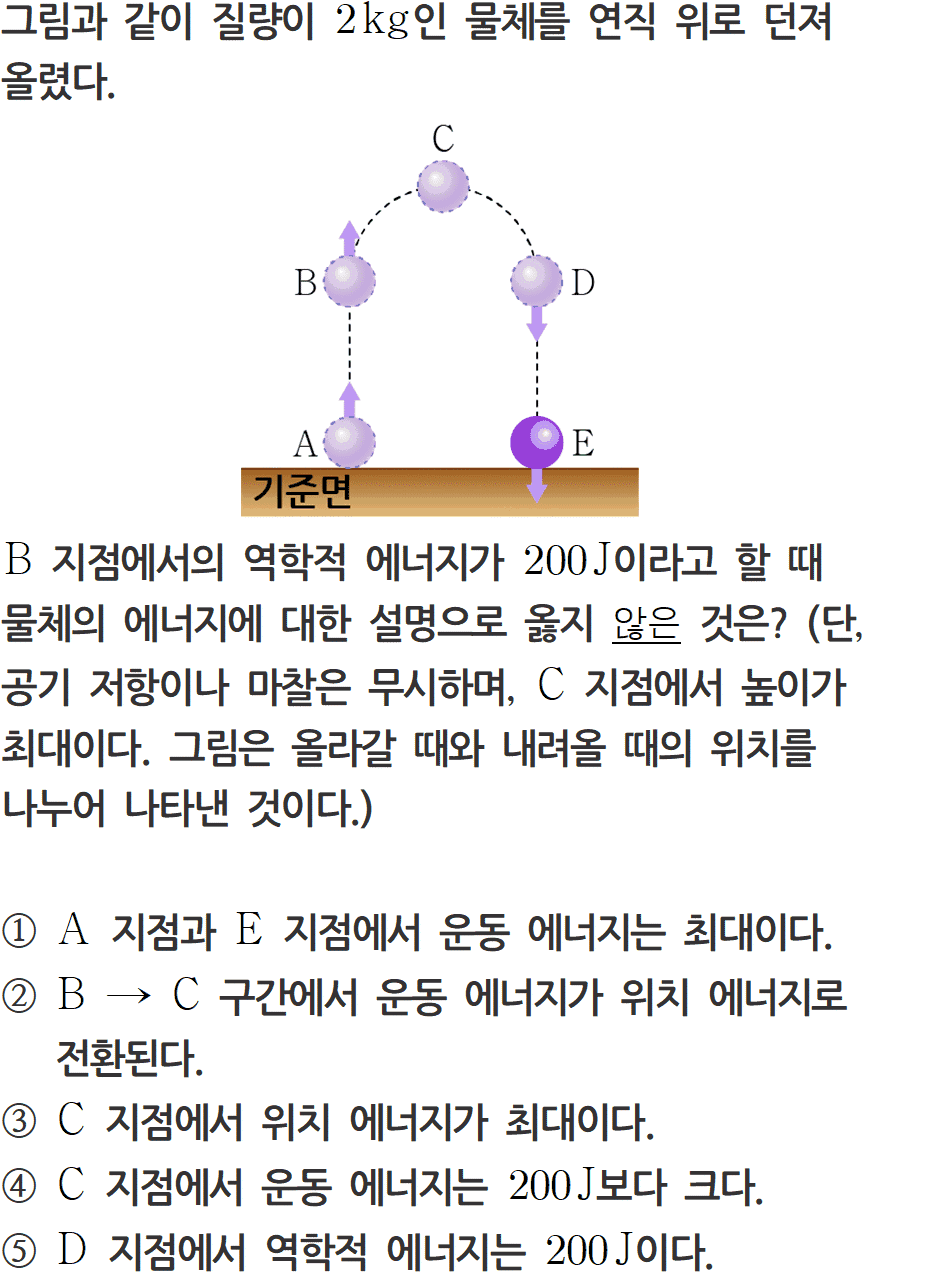 그림과 같이 질량이 2kg인 물체를 연직 위로 던져
올렸다.
C
B
D
A
E
기준면
B 지점에서의 역학적 에너지가 200J이라고 할 때
물체의 에너지에 대한 설명으로 옳지 않은 것은? (단,
공기 저항이나 마찰은 무시하며, C 지점에서 높이가
최대이다. 그림은 올라갈 때와 내려올 때의 위치를
나누어 나타낸 것이다.)
① A 지점과 E 지점에서 운동 에너지는 최대이다.
② B → C 구간에서 운동 에너지가 위치 에너지로
전환된다.
③ C 지점에서 위치 에너지가 최대이다.
④ C 지점에서 운동 에너지는 200J보다 크다.
⑤ D 지점에서 역학적 에너지는 200J이다.